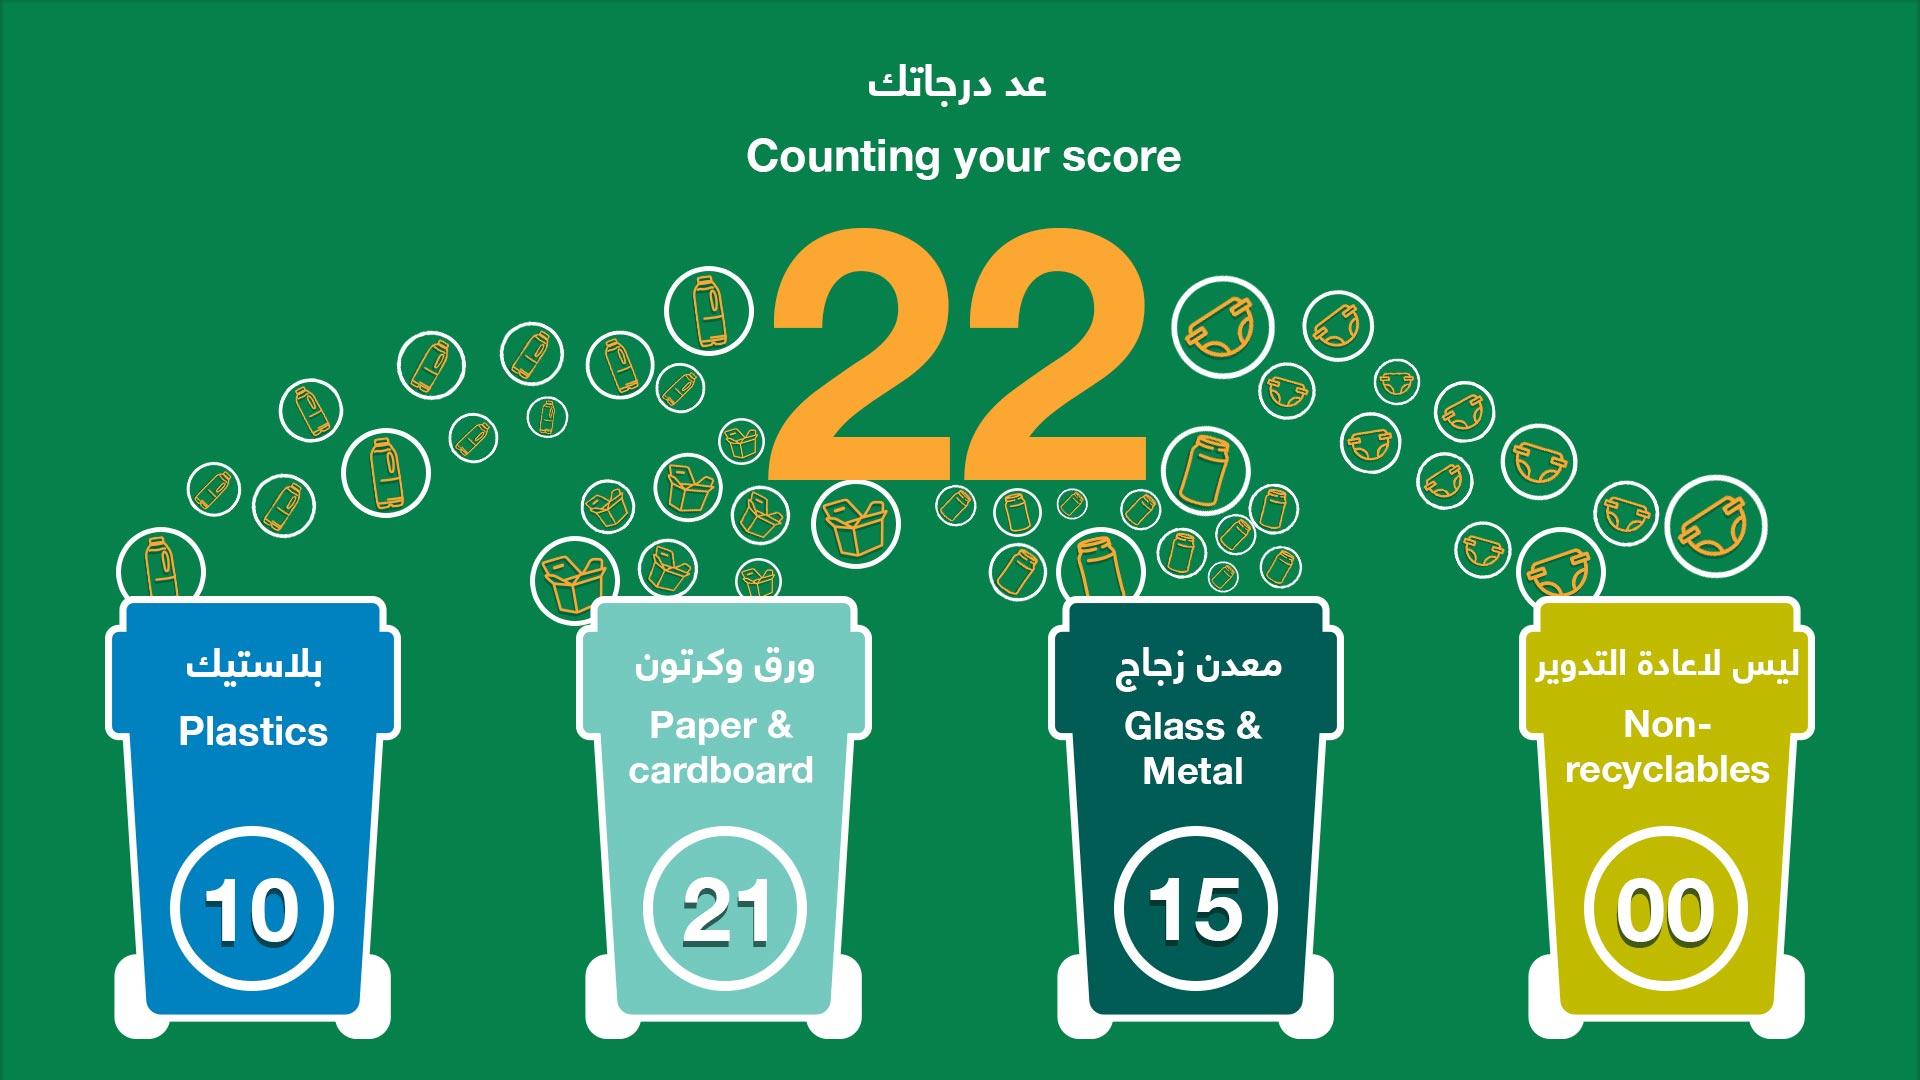 عد درجاتك
Counting your score
22
بلاستيك
Plastics
10
ورق وكرتون
Paper &
cardboard
21
معدن زجاج
Glass &
Metal
15
ليس لاعادة التدوير
Non-
recyclables
00